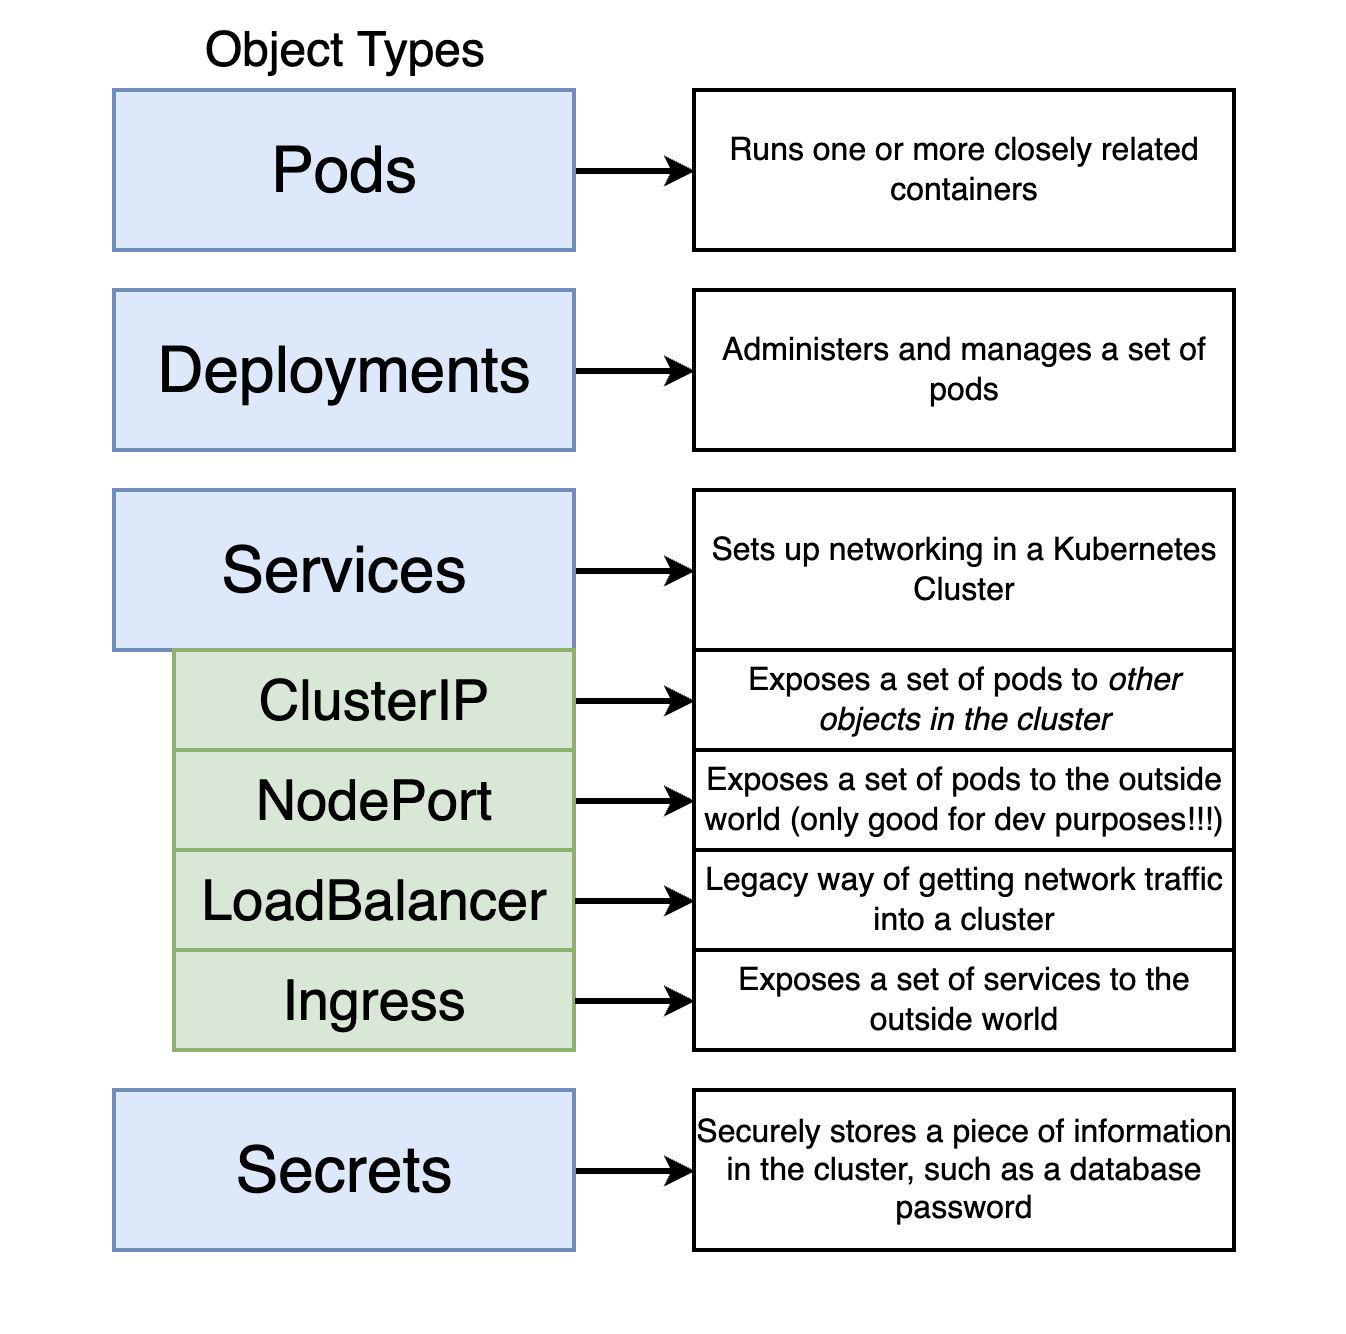 Object Types
Pods
Runs one or more closely related
containers
Deployments
Administers and manages a set of
pods
Services
Sets up networking in a Kubernetes
Cluster
ClusterIP
Exposes a set of pods to other
objects in the cluster
NodePort
Exposes a set of pods to the outside
world (only good for dev purposes!!!)
LoadBalancer
Legacy way of getting network traffic
into a cluster
Ingress
Exposes a set of services to the
outside world
Secrets
Securely stores a piece of information
in the cluster, such as a database
password